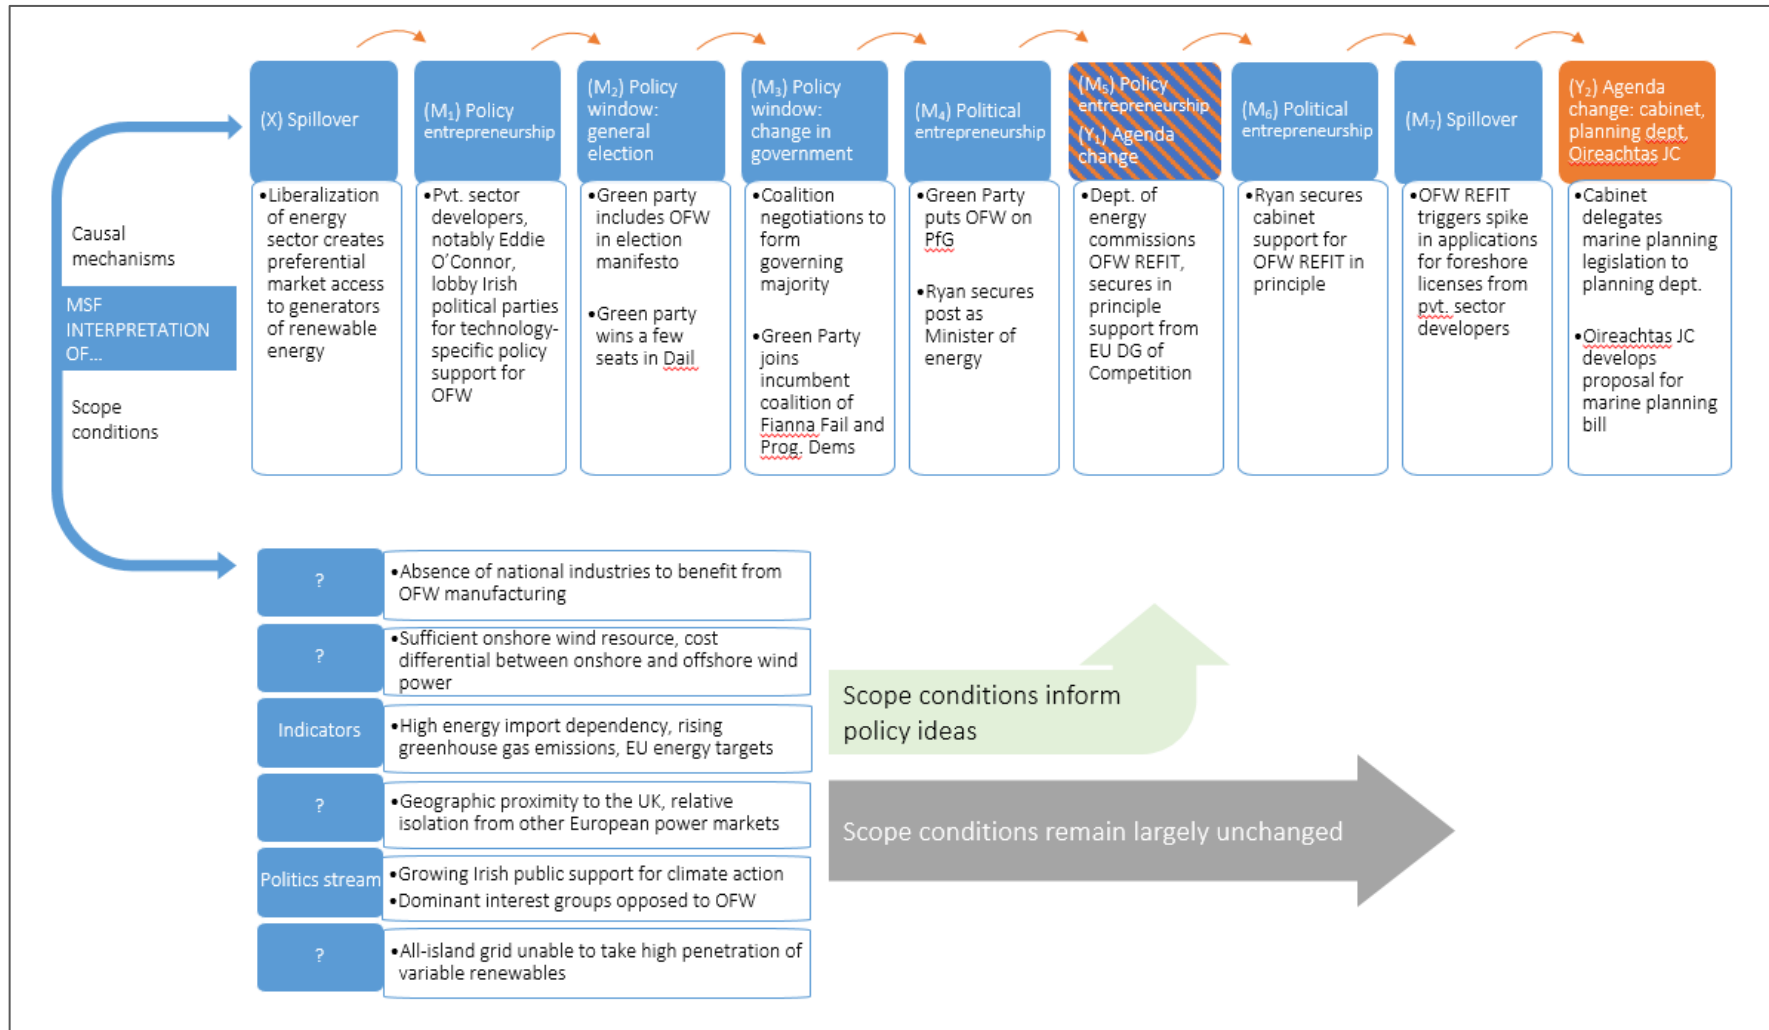 (X) Spillover
(M₁) Policy
entrepreneurship
(M₂) Policy
window:
general
election
(M₃) Policy
window:
change in
government
(M₄) Political
entrepreneurship
(M₅) Policy
entrepreneurship
(Y₁) Agenda
change
(M₆) Political
entrepreneurship
(M₇) Spillover
(Y₂) Agenda
change: cabinet,
planning dept,
Oireachtas JC
•Liberalization
of energy
sector creates
preferential
market access
to generators
of renewable
energy
•Pvt. sector
developers,
notably Eddie
O’Connor,
lobby Irish
political parties
for technology-
specific policy
support for
OFW
•Green party
includes OFW
in election
manifesto
•Green party
wins a few
seats in Dail
•Coalition
negotiations to
form
governing
majority
•Green Party
joins
incumbent
coalition of
Fianna Fail and
Prog. Dems
•Green Party
puts OFW on
PfG
•Ryan secures
post as
Minister of
energy
•Dept. of
energy
commissions
OFW REFIT,
secures in
principle
support from
EU DG of
Competition
•Ryan secures
cabinet
support for
OFW REFIT in
principle
•OFW REFIT
triggers spike
in applications
for foreshore
licenses from
pvt. sector
developers
•Cabinet
delegates
marine planning
legislation to
planning dept.
•Oireachtas JC
develops
proposal for
marine planning
bill
Causal
mechanisms
MSF
INTERPRETATION
OF...
Scope
conditions
?
•Absence of national industries to benefit from
OFW manufacturing
?
•Sufficient onshore wind resource, cost
differential between onshore and offshore wind
power
Indicators
•High energy import dependency, rising
greenhouse gas emissions, EU energy targets
?
•Geographic proximity to the UK, relative
isolation from other European power markets
Politics stream
•Growing Irish public support for climate action
•Dominant interest groups opposed to OFW
?
•All-island grid unable to take high penetration of
variable renewables
Scope conditions inform
policy ideas
Scope conditions remain largely unchanged